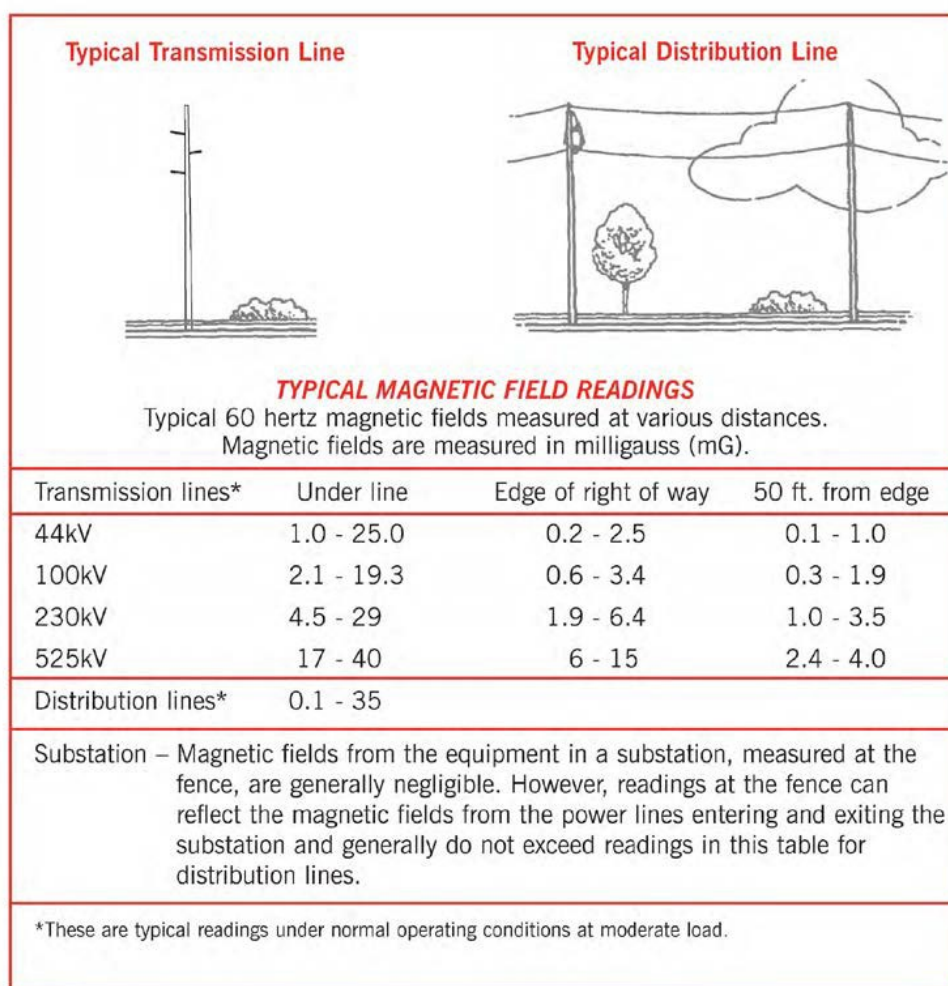 Typical Transmission Line
Typical Distribution Line
TYPICAL MAGNETIC FIELD READINGS
Typical 60 hertz magnetic fields measured at various distances.
Magnetic fields are measured in milligauss (mG).
Transmission lines* Under line Edge of right of way 50 ft. from edge
44kV 1.0 - 25.0 0.2 - 2.5 0.1 - 1.0
100kV 2.1 - 19.3 0.6 - 3.4 0.3 - 1.9
230kV 4.5 - 29 1.9 - 6.4 1.0 - 3.5
525kV 17 - 40 6 - 15 2.4 - 4.0
Distribution lines* 0.1 - 35
Substation – Magnetic fields from the equipment in a substation, measured at the
fence, are generally negligible. However, readings at the fence can
reflect the magnetic fields from the power lines entering and exiting the
substation and generally do not exceed readings in this table for
distribution lines.
*These are typical readings under normal operating conditions at moderate load.